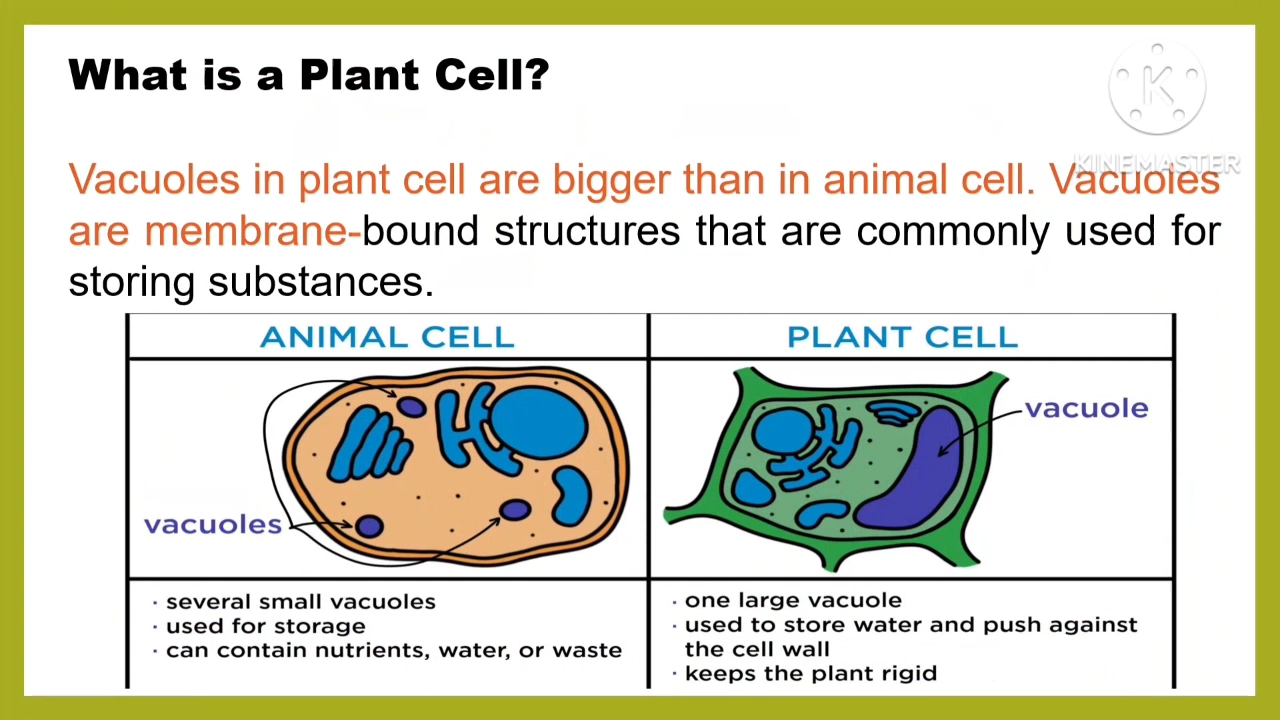 What is a Plant Cell?
K
KINEMASTER
Vacuoles in plant cell are bigger than in animal cell. Vacuoles
are membrane-bound structures that are commonly used for
storing substances.
ANIMAL CELL
PLANT CELL
vacuoles
vacuole
· several small vacuoles
· used for storage
· can contain nutrients, water, or waste
· one large vacuole
· used to store water and push against
the cell wall
· keeps the plant rigid